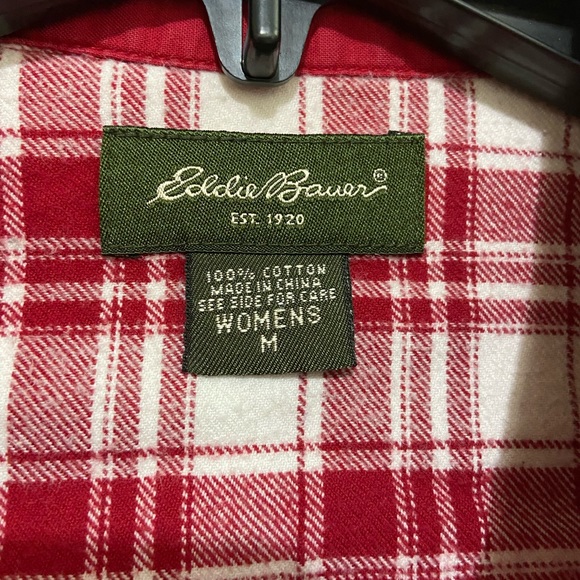 Eddie Bauer®
EST. 1920
100% COTTON
MADE IN CHINA
SEE SIDE FOR CARE
WOMENS
M